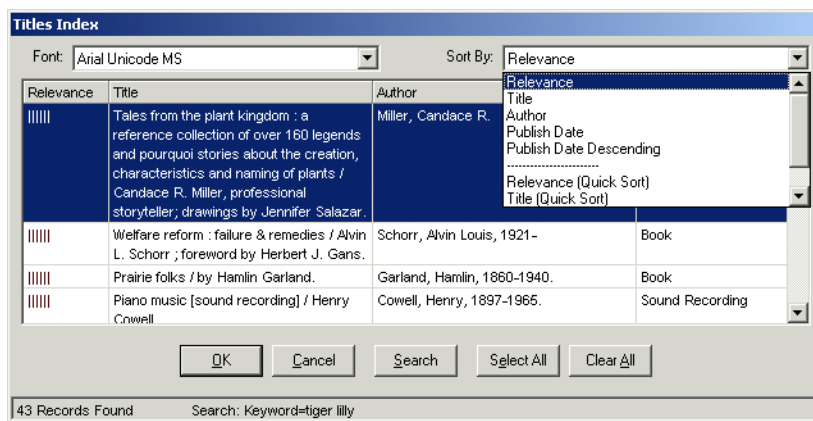 Titles Index
Font: Arial Unicode MS
Sort By: Relevance
Relevance
Title
Author
Publish Date
Publish Date Descending
-----------------------
Relevance (Quick Sort)
Title (Quick Sort)
Relevance Title Author
Tales from the plant kingdom : a
reference collection of over 160 legends
and pourquoi stories about the creation,
characteristics and naming of plants /
Candace R. Miller, professional
storyteller; drawings by Jennifer Salazar.
Miller, Candace R.
Welfare reform : failure & remedies / Alvin
L. Schorr ; foreword by Herbert J. Gans.
Schorr, Alvin Louis, 1921-
Book
Prairie folks / by Hamlin Garland.
Garland, Hamlin, 1860-1940.
Book
Piano music [sound recording] / Henry
Cowell
Cowell, Henry, 1897-1965.
Sound Recording
OK Cancel Search Select All Clear All
43 Records Found Search: Keyword=tiger lilly